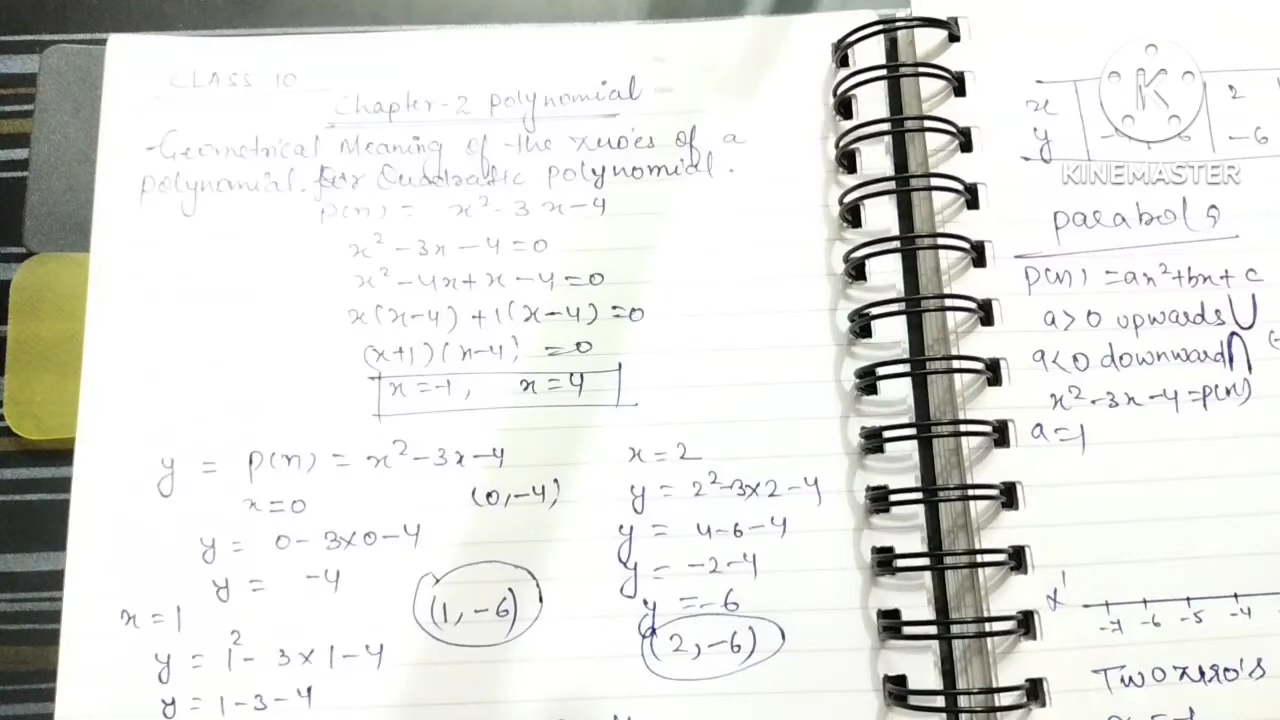 CLASS 10
Chapter-2 polynomial
Geometrical Meaning of the zeroes of a
polynomial. for Quadratic polynomial.
p(x) = x²-3x-4
x²-3x-4=0
x²-4x+x-4=0
x(x-4)+1(x-4)=0
(x+1)(x-4) =0
x=-1, x=4
y = p(x) = x²-3x-4
x=0 (0,-4)
y = 0-3×0-4
y = -4
x=1
(1,-6)
y = 1²-3×1-4
y = 1-3-4
x=2
y = 2²-3×2-4
y = 4-6-4
y = -2-4
y =-6
(2,-6)
x 2
y -6
KINEMASTER
parabola
p(x) =ax²+bx+c
a>0 upwards U
a<0 downward ∩
x²-3x-4=p(x)
a=1
x' -7 -6 -5 -4
Two zero's